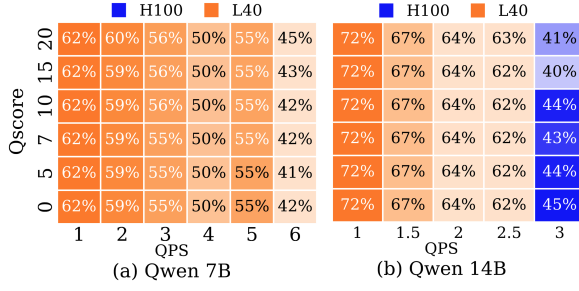 H100 L40
H100 L40
Qscore
20 62% 60% 56% 50% 55% 45%
15 62% 59% 56% 50% 55% 43%
10 62% 59% 56% 50% 55% 42%
7 62% 59% 55% 50% 55% 42%
5 62% 59% 55% 50% 55% 41%
0 62% 59% 55% 50% 55% 42%
1 2 3 4 5 6
QPS
(a) Qwen 7B
72% 67% 64% 63% 41%
72% 67% 64% 62% 40%
72% 67% 64% 62% 44%
72% 67% 64% 62% 43%
72% 67% 64% 62% 44%
72% 67% 64% 62% 45%
1 1.5 2 2.5 3
QPS
(b) Qwen 14B